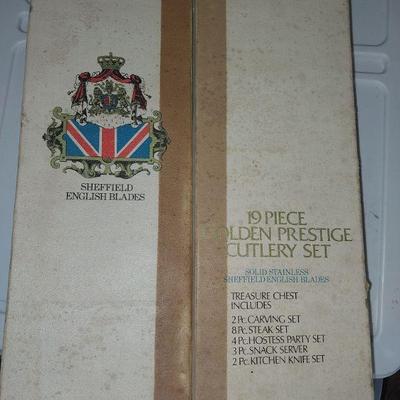 SHEFFIELD
ENGLISH BLADES
19 PIECE
GOLDEN PRESTIGE
CUTLERY SET
SOLID STAINLESS
SHEFFIELD ENGLISH BLADES
TREASURE CHEST
INCLUDES
2 Pc. CARVING SET
8 Pc. STEAK SET
4 Pc. HOSTESS PARTY SET
3 Pc. SNACK SERVER
2 Pc. KITCHEN KNIFE SET